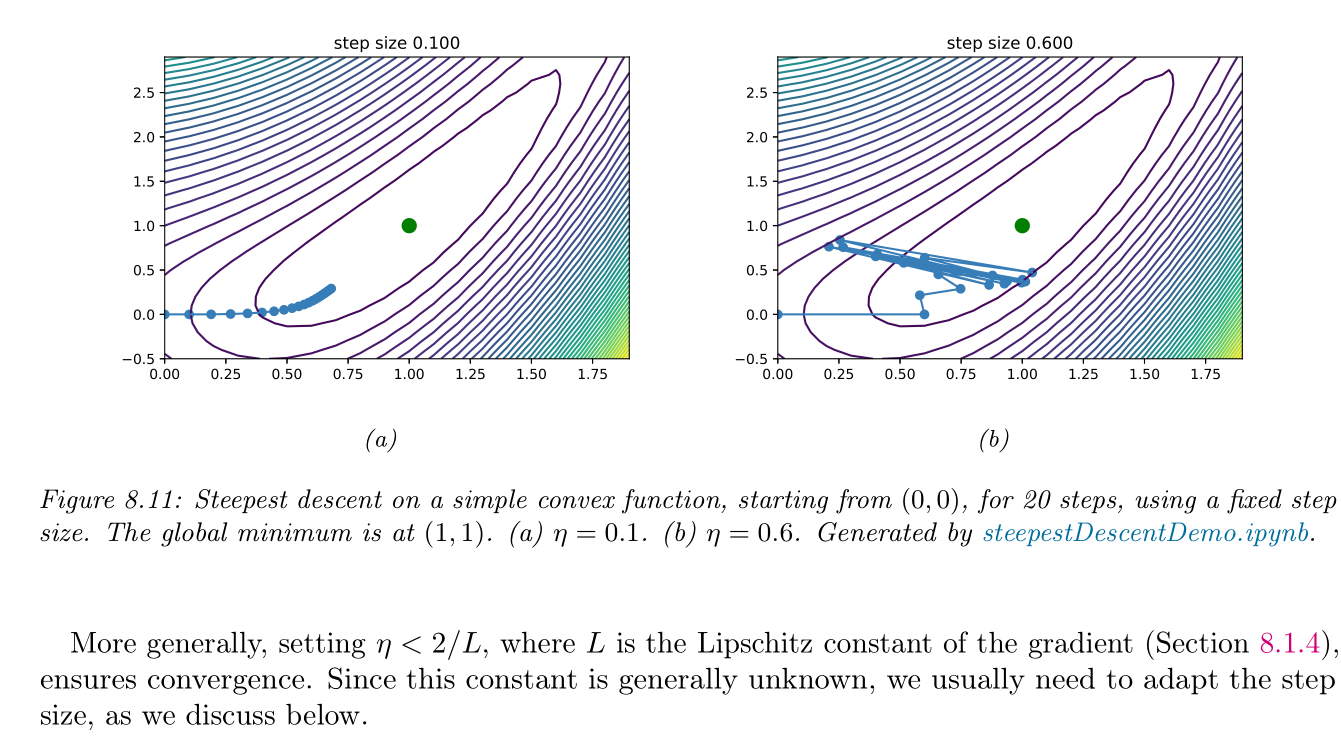 step size 0.100
2.5
2.0
1.5
1.0
0.5
0.0
−0.5
0.00 0.25 0.50 0.75 1.00 1.25 1.50 1.75
(a)
step size 0.600
2.5
2.0
1.5
1.0
0.5
0.0
−0.5
0.00 0.25 0.50 0.75 1.00 1.25 1.50 1.75
(b)
Figure 8.11: Steepest descent on a simple convex function, starting from (0, 0), for 20 steps, using a fixed step
size. The global minimum is at (1, 1). (a) η = 0.1. (b) η = 0.6. Generated by steepestDescentDemo.ipynb.
More generally, setting η < 2/L, where L is the Lipschitz constant of the gradient (Section 8.1.4),
ensures convergence. Since this constant is generally unknown, we usually need to adapt the step
size, as we discuss below.